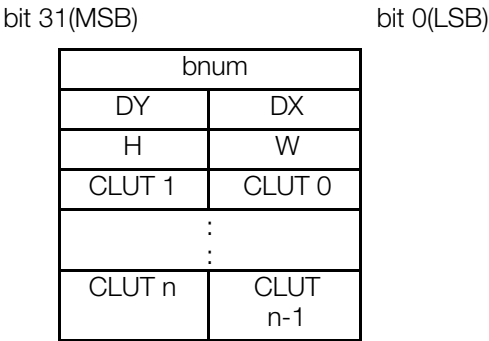 bit 31(MSB) bit 0(LSB)
bnum
DY DX
H W
CLUT 1 CLUT 0
:
:
CLUT n CLUT
n-1